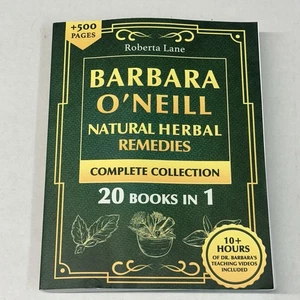 +500
PAGES
Roberta Lane
BARBARA
O'NEILL
NATURAL HERBAL
REMEDIES
COMPLETE COLLECTION
20 BOOKS IN 1
10+
HOURS
OF DR. BARBARA'S
TEACHING VIDEOS
INCLUDED